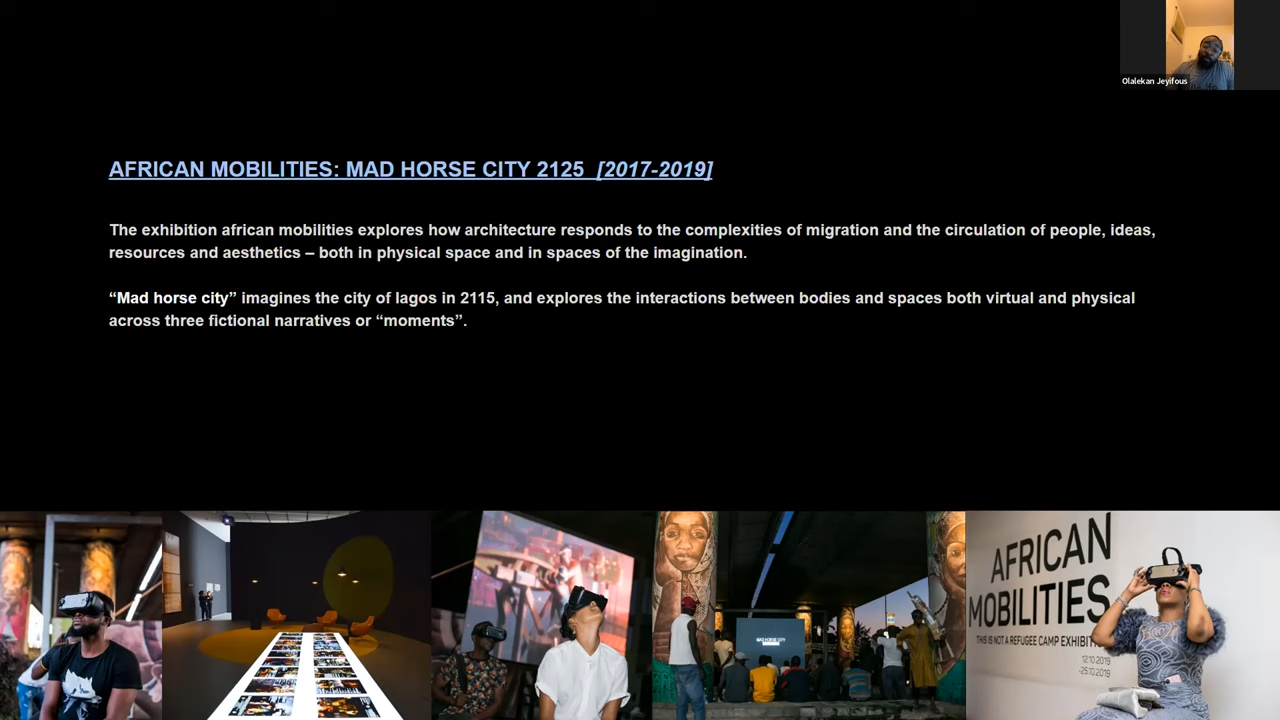 Olalekan Jeyifous
AFRICAN MOBILITIES: MAD HORSE CITY 2125 [2017-2019]
The exhibition african mobilities explores how architecture responds to the complexities of migration and the circulation of people, ideas,
resources and aesthetics – both in physical space and in spaces of the imagination.
“Mad horse city” imagines the city of lagos in 2115, and explores the interactions between bodies and spaces both virtual and physical
across three fictional narratives or “moments”.
MAD HORSE CITY
AFRICAN
MOBILITIES
THIS IS NOT A REFUGEE CAMP EXHIBIT
12.10.2019
-25.10.2019